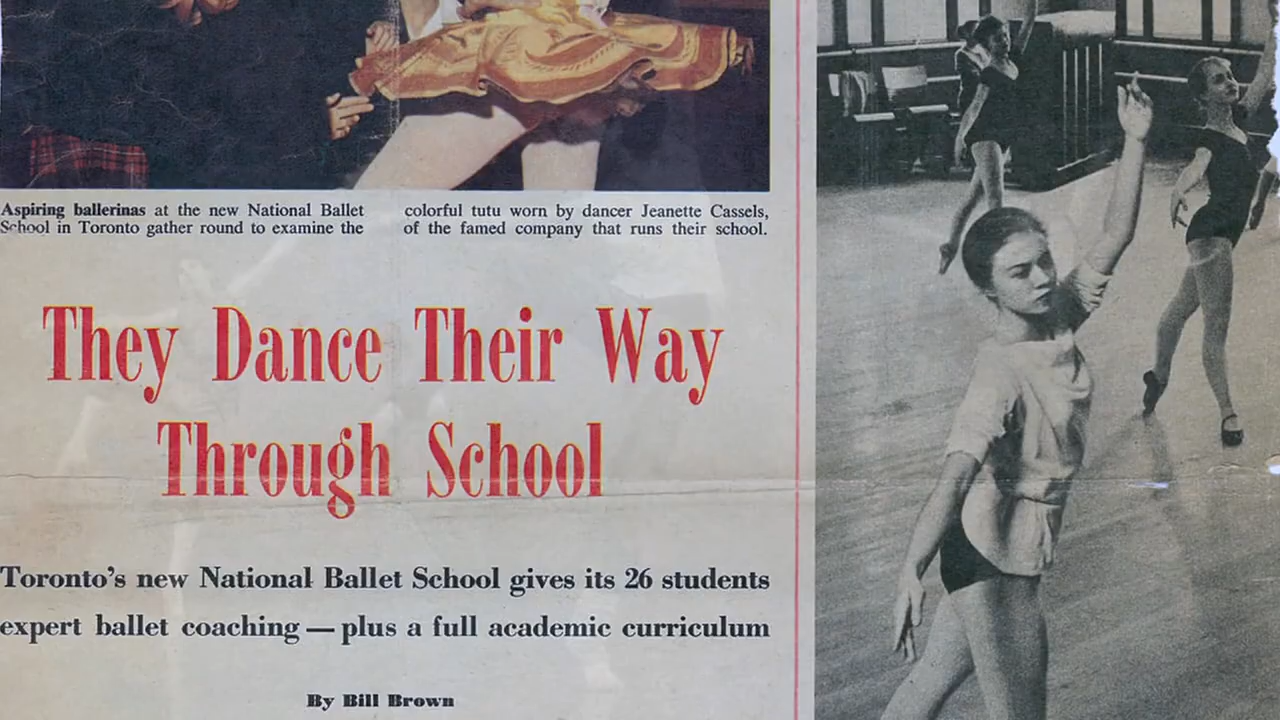 Aspiring ballerinas at the new National Ballet
School in Toronto gather round to examine the
colorful tutu worn by dancer Jeanette Cassels,
of the famed company that runs their school.
They Dance Their Way
Through School
Toronto's new National Ballet School gives its 26 students
expert ballet coaching — plus a full academic curriculum
By Bill Brown